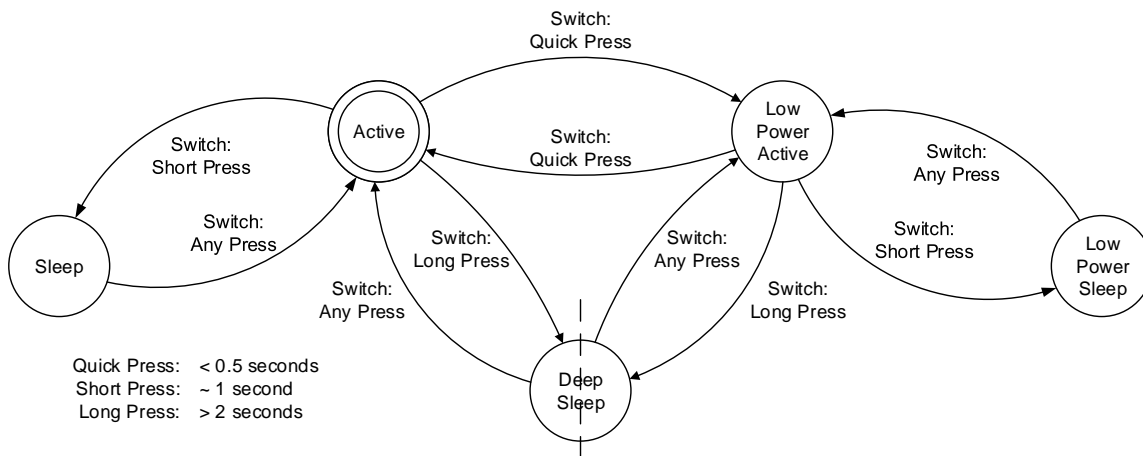 Switch:
Quick Press
Active
Low
Power
Active
Switch:
Short Press
Switch:
Quick Press
Switch:
Any Press
Switch:
Any Press
Sleep
Switch:
Long Press
Switch:
Any Press
Switch:
Short Press
Low
Power
Sleep
Switch:
Any Press
Switch:
Long Press
Deep
Sleep
Quick Press: < 0.5 seconds
Short Press: ~ 1 second
Long Press: > 2 seconds